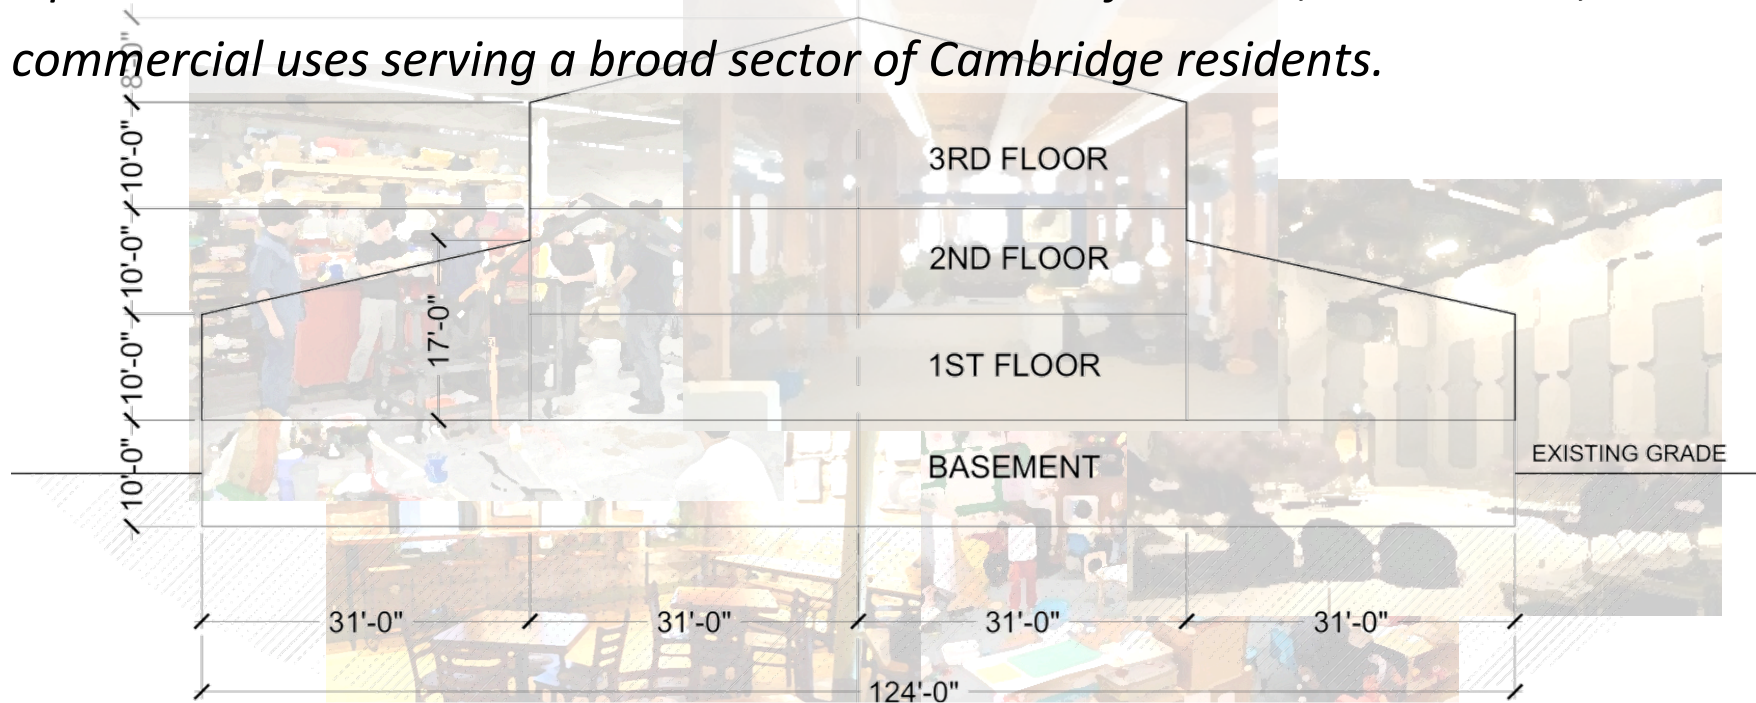 commercial uses serving a broad sector of Cambridge residents.
8'-0"
10'-0"
3RD FLOOR
10'-0"
2ND FLOOR
17'-0"
10'-0"
1ST FLOOR
10'-0"
BASEMENT
EXISTING GRADE
31'-0"
31'-0"
31'-0"
31'-0"
124'-0"